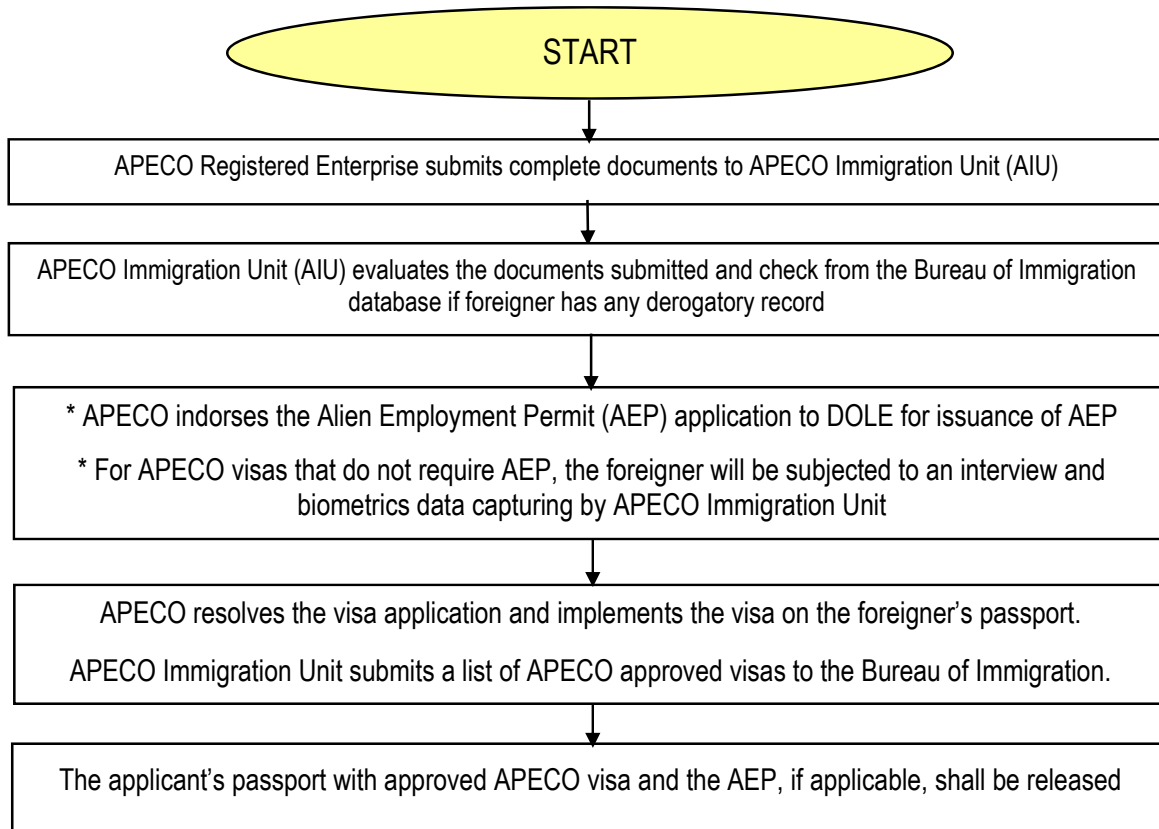 START
APECO Registered Enterprise submits complete documents to APECO Immigration Unit (AIU)
APECO Immigration Unit (AIU) evaluates the documents submitted and check from the Bureau of Immigration
database if foreigner has any derogatory record
* APECO indorses the Alien Employment Permit (AEP) application to DOLE for issuance of AEP
* For APECO visas that do not require AEP, the foreigner will be subjected to an interview and
biometrics data capturing by APECO Immigration Unit
APECO resolves the visa application and implements the visa on the foreigner’s passport.
APECO Immigration Unit submits a list of APECO approved visas to the Bureau of Immigration.
The applicant’s passport with approved APECO visa and the AEP, if applicable, shall be released